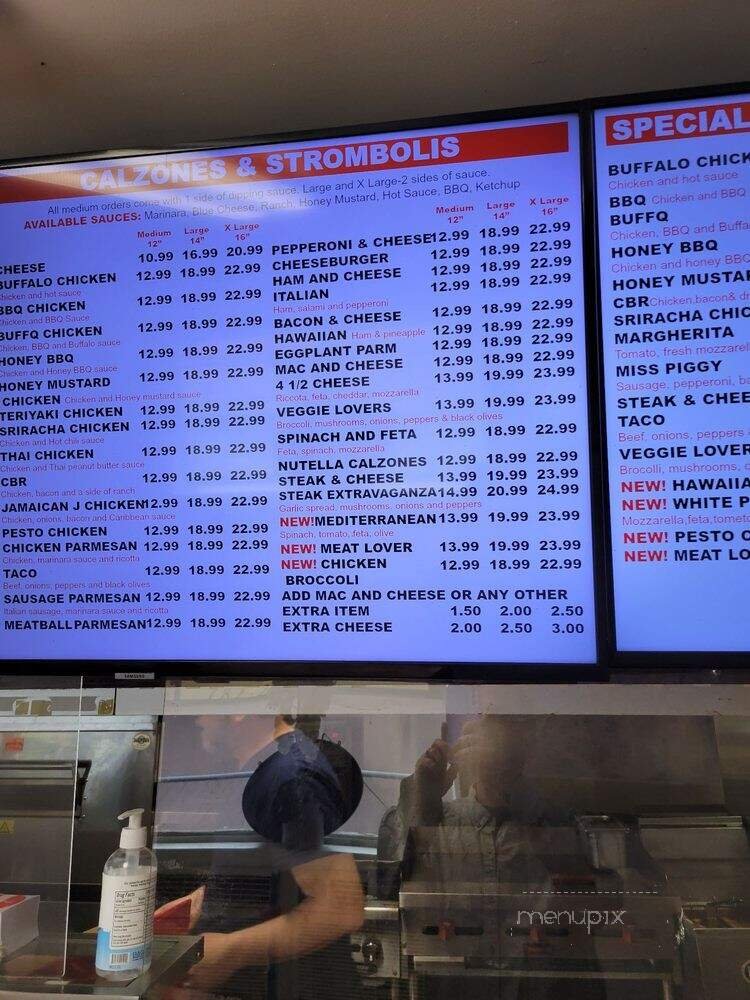 CALZONES & STROMBOLIS
All medium orders come with 1 side of dipping sauce. Large and X Large-2 sides of sauce.
AVAILABLE SAUCES: Marinara, Blue Cheese, Ranch, Honey Mustard, Hot Sauce, BBQ, Ketchup
Medium 12" Large 14" X Large 16"
CHEESE 10.99 16.99 20.99
BUFFALO CHICKEN 12.99 18.99 22.99
Chicken and hot sauce
BBQ CHICKEN 12.99 18.99 22.99
Chicken and BBQ Sauce
BUFFQ CHICKEN 12.99 18.99 22.99
Chicken, BBQ and Buffalo sauce
HONEY BBQ 12.99 18.99 22.99
Chicken and Honey BBQ sauce
HONEY MUSTARD 12.99 18.99 22.99
CHICKEN Chicken and Honey mustard sauce
TERIYAKI CHICKEN 12.99 18.99 22.99
SRIRACHA CHICKEN 12.99 18.99 22.99
Chicken and Hot chili sauce
THAI CHICKEN 12.99 18.99 22.99
Chicken and Thai peanut butter sauce
CBR 12.99 18.99 22.99
Chicken, bacon and a side of ranch
JAMAICAN J CHICKEN 12.99 18.99 22.99
Chicken, onions, bacon and Caribbean sauce
PESTO CHICKEN 12.99 18.99 22.99
CHICKEN PARMESAN 12.99 18.99 22.99
Chicken, marinara sauce and ricotta
TACO 12.99 18.99 22.99
Beef, onions, peppers and black olives
SAUSAGE PARMESAN 12.99 18.99 22.99
Italian sausage, marinara sauce and ricotta
MEATBALL PARMESAN 12.99 18.99 22.99
Medium 12" Large 14" X Large 16"
PEPPERONI & CHEESE 12.99 18.99 22.99
CHEESEBURGER 12.99 18.99 22.99
HAM AND CHEESE 12.99 18.99 22.99
ITALIAN 12.99 18.99 22.99
Ham, salami and pepperoni
BACON & CHEESE 12.99 18.99 22.99
HAWAIIAN Ham & pineapple 12.99 18.99 22.99
EGGPLANT PARM 12.99 18.99 22.99
MAC AND CHEESE 12.99 18.99 22.99
4 1/2 CHEESE 13.99 19.99 23.99
Riccota, feta, cheddar, mozzarella
VEGGIE LOVERS 13.99 19.99 23.99
Broccoli, mushrooms, onions, peppers & black olives
SPINACH AND FETA 12.99 18.99 22.99
Feta, spinach, mozzarella
NUTELLA CALZONES 12.99 18.99 22.99
STEAK & CHEESE 13.99 19.99 23.99
STEAK EXTRAVAGANZA 14.99 20.99 24.99
Garlic spread, mushrooms, onions and peppers
NEW! MEDITERRANEAN 13.99 19.99 23.99
Spinach, tomato, feta, olive
NEW! MEAT LOVER 13.99 19.99 23.99
NEW! CHICKEN 12.99 18.99 22.99
BROCCOLI
ADD MAC AND CHEESE OR ANY OTHER
EXTRA ITEM 1.50 2.00 2.50
EXTRA CHEESE 2.00 2.50 3.00
SPECIAL
BUFFALO CHICK
Chicken and hot sauce
BBQ Chicken and BBQ
BUFFQ
Chicken, BBQ and Buffa
HONEY BBQ
Chicken and honey BBQ
HONEY MUSTAR
CBR Chicken,bacon& dr
SRIRACHA CHIC
MARGHERITA
Tomato, fresh mozzarel
MISS PIGGY
Sausage, pepperoni, ba
STEAK & CHEE
TACO
Beef, onions, peppers
VEGGIE LOVER
Brocolli, mushrooms, o
NEW! HAWAIIA
NEW! WHITE P
Mozzarella,feta,tomato
NEW! PESTO C
NEW! MEAT LO
SAMSUNG
Drug Facts
menupix